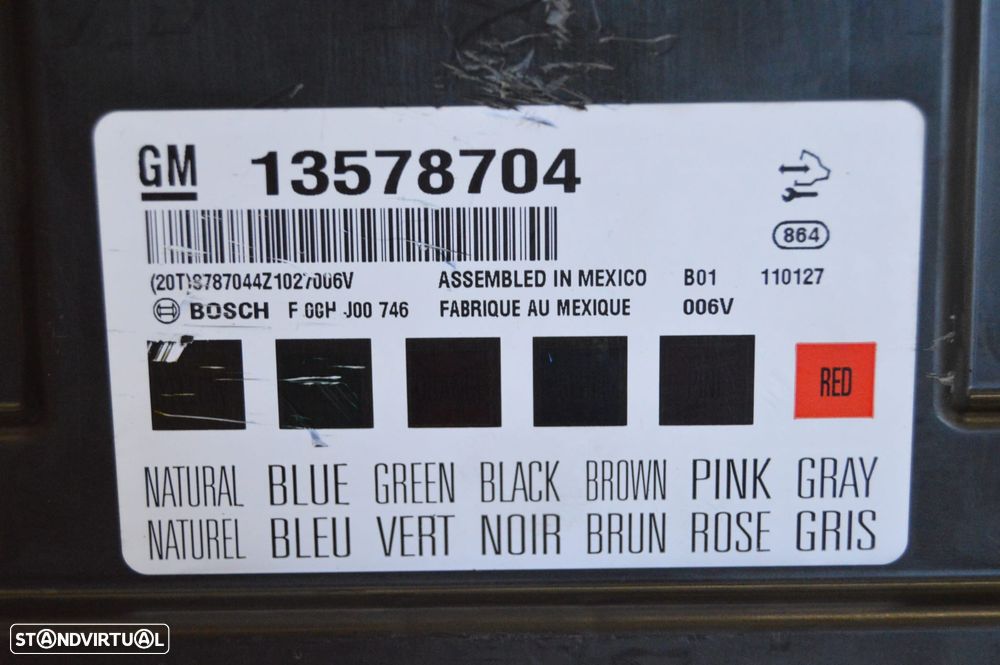 GM 13578704
864
(20T)8787044Z1027006V ASSEMBLED IN MEXICO B01 110127
BOSCH F 00H J00 746 FABRIQUE AU MEXIQUE 006V
RED
NATURAL BLUE GREEN BLACK BROWN PINK GRAY
NATUREL BLEU VERT NOIR BRUN ROSE GRIS
STANDVIRTUAL